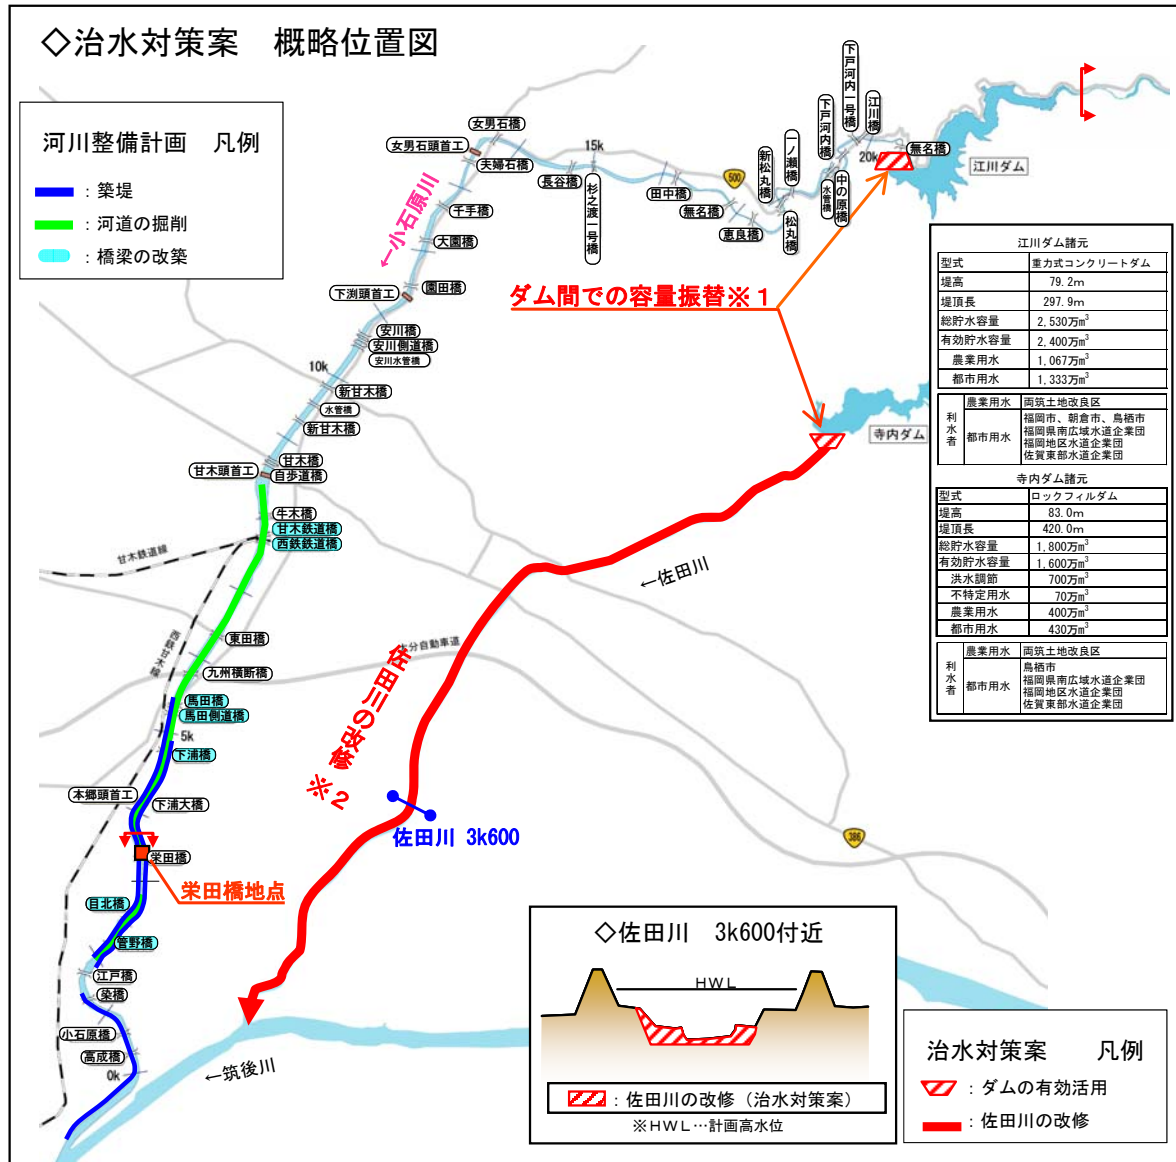 ◇治水対策案　概略位置図
河川整備計画　凡例
：築堤
：河道の掘削
：橋梁の改築
女男石橋
女男石頭首工
夫婦石橋
15k
長谷橋
杉之渡一号橋
田中橋
500
無名橋
恵良橋
新松丸橋
一ノ瀬橋
松丸橋
下戸河内橋
水管橋
中の原橋
下戸河内一号橋
江川橋
20k
無名橋
江川ダム
←小石原川
千手橋
大園橋
園田橋
下渕頭首工
安川橋
安川側道橋
安川水管橋
10k
新甘木橋
水管橋
新甘木橋
甘木橋
甘木頭首工
自歩道橋
牛木橋
甘木鉄道橋
西鉄鉄道橋
甘木鉄道線
西鉄甘木線
東田橋
九州横断橋
馬田橋
馬田側道橋
5k
下浦橋
本郷頭首工
下浦大橋
栄田橋
栄田橋地点
目北橋
菅野橋
江戸橋
染橋
小石原橋
高成橋
0k
←筑後川
ダム間での容量振替※１
寺内ダム
←佐田川
大分自動車道
佐田川の改修
※２
佐田川 3k600
386
江川ダム諸元
型式 重力式コンクリートダム
堤高 79.2m
堤頂長 297.9m
総貯水容量 2,530万m³
有効貯水容量 2,400万m³
農業用水 1,067万m³
都市用水 1,333万m³
利水者
農業用水 両筑土地改良区
都市用水
福岡市、朝倉市、鳥栖市
福岡県南広域水道企業団
福岡地区水道企業団
佐賀東部水道企業団
寺内ダム諸元
型式 ロックフィルダム
堤高 83.0m
堤頂長 420.0m
総貯水容量 1,800万m³
有効貯水容量 1,600万m³
洪水調節 700万m³
不特定用水 70万m³
農業用水 400万m³
都市用水 430万m³
利水者
農業用水 両筑土地改良区
都市用水
鳥栖市
福岡県南広域水道企業団
福岡地区水道企業団
佐賀東部水道企業団
◇佐田川　3k600付近
ＨＷＬ
：佐田川の改修（治水対策案）
※ＨＷＬ…計画高水位
治水対策案　凡例
：ダムの有効活用
：佐田川の改修